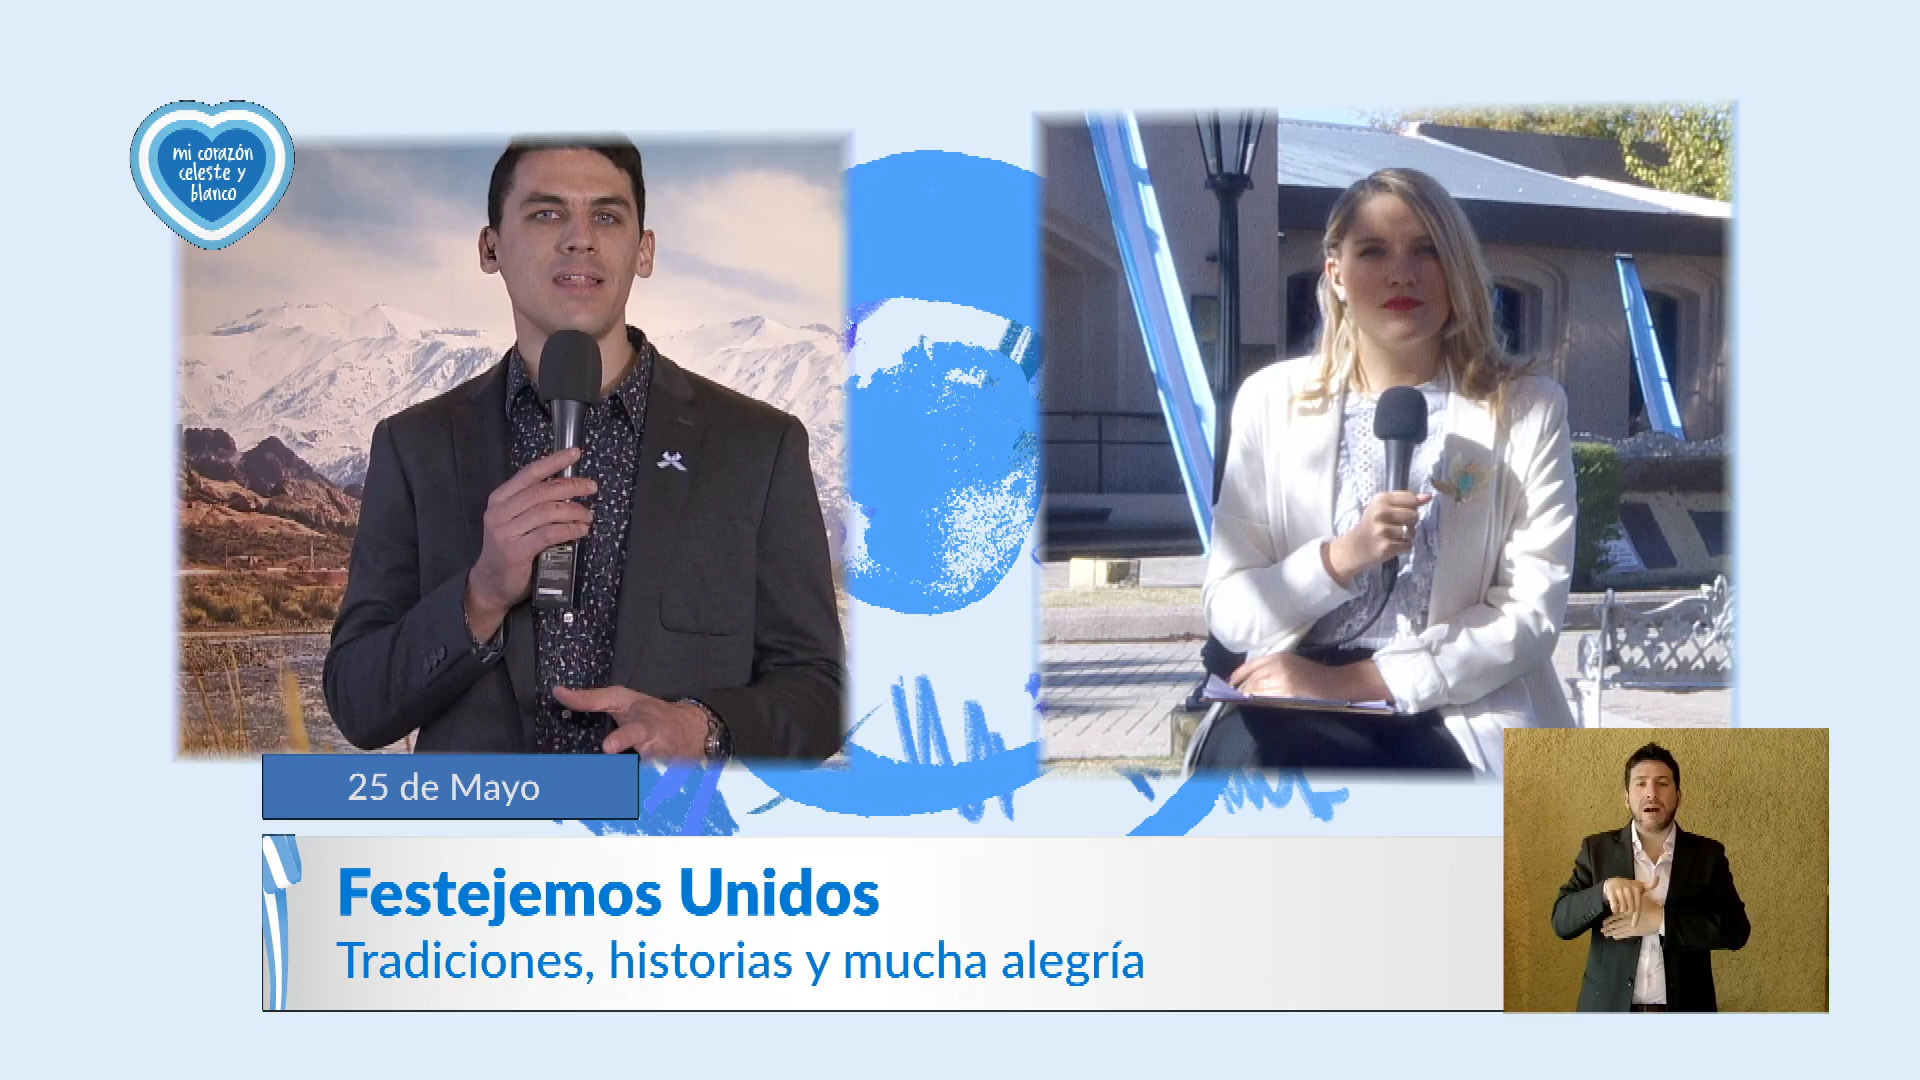 mi corazón
celeste y
blanco
25 de Mayo
Festejemos Unidos
Tradiciones, historias y mucha alegría